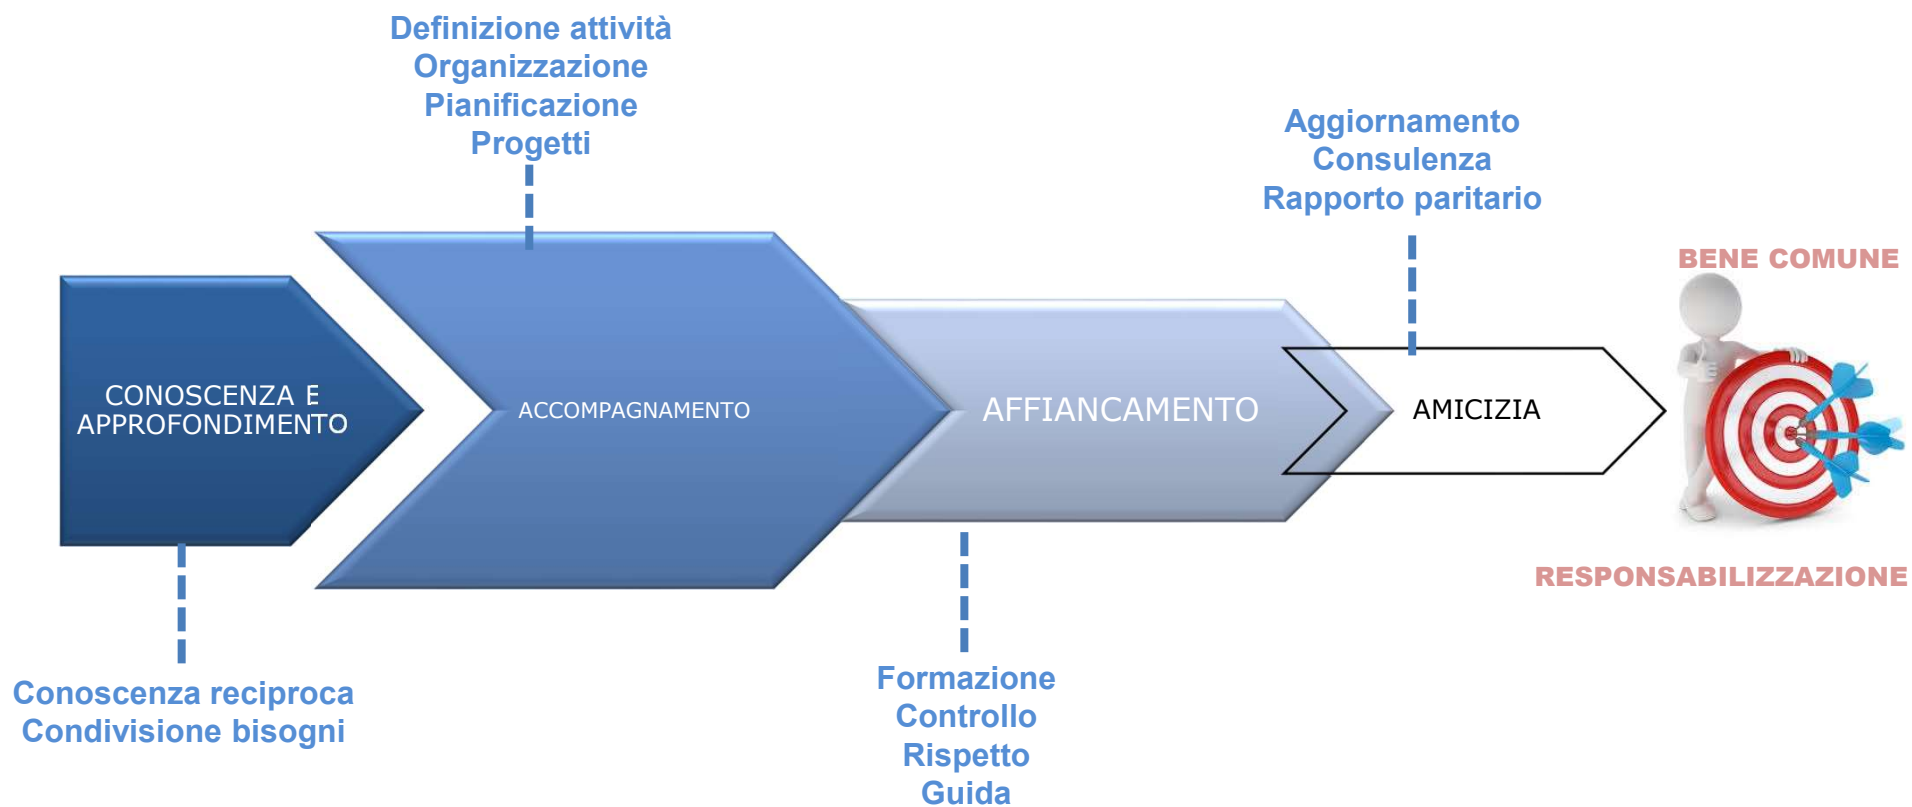 Definizione attività
Organizzazione
Pianificazione
Progetti
Aggiornamento
Consulenza
Rapporto paritario
BENE COMUNE
CONOSCENZA E
APPROFONDIMENTO
ACCOMPAGNAMENTO
AFFIANCAMENTO
AMICIZIA
RESPONSABILIZZAZIONE
Conoscenza reciproca
Condivisione bisogni
Formazione
Controllo
Rispetto
Guida